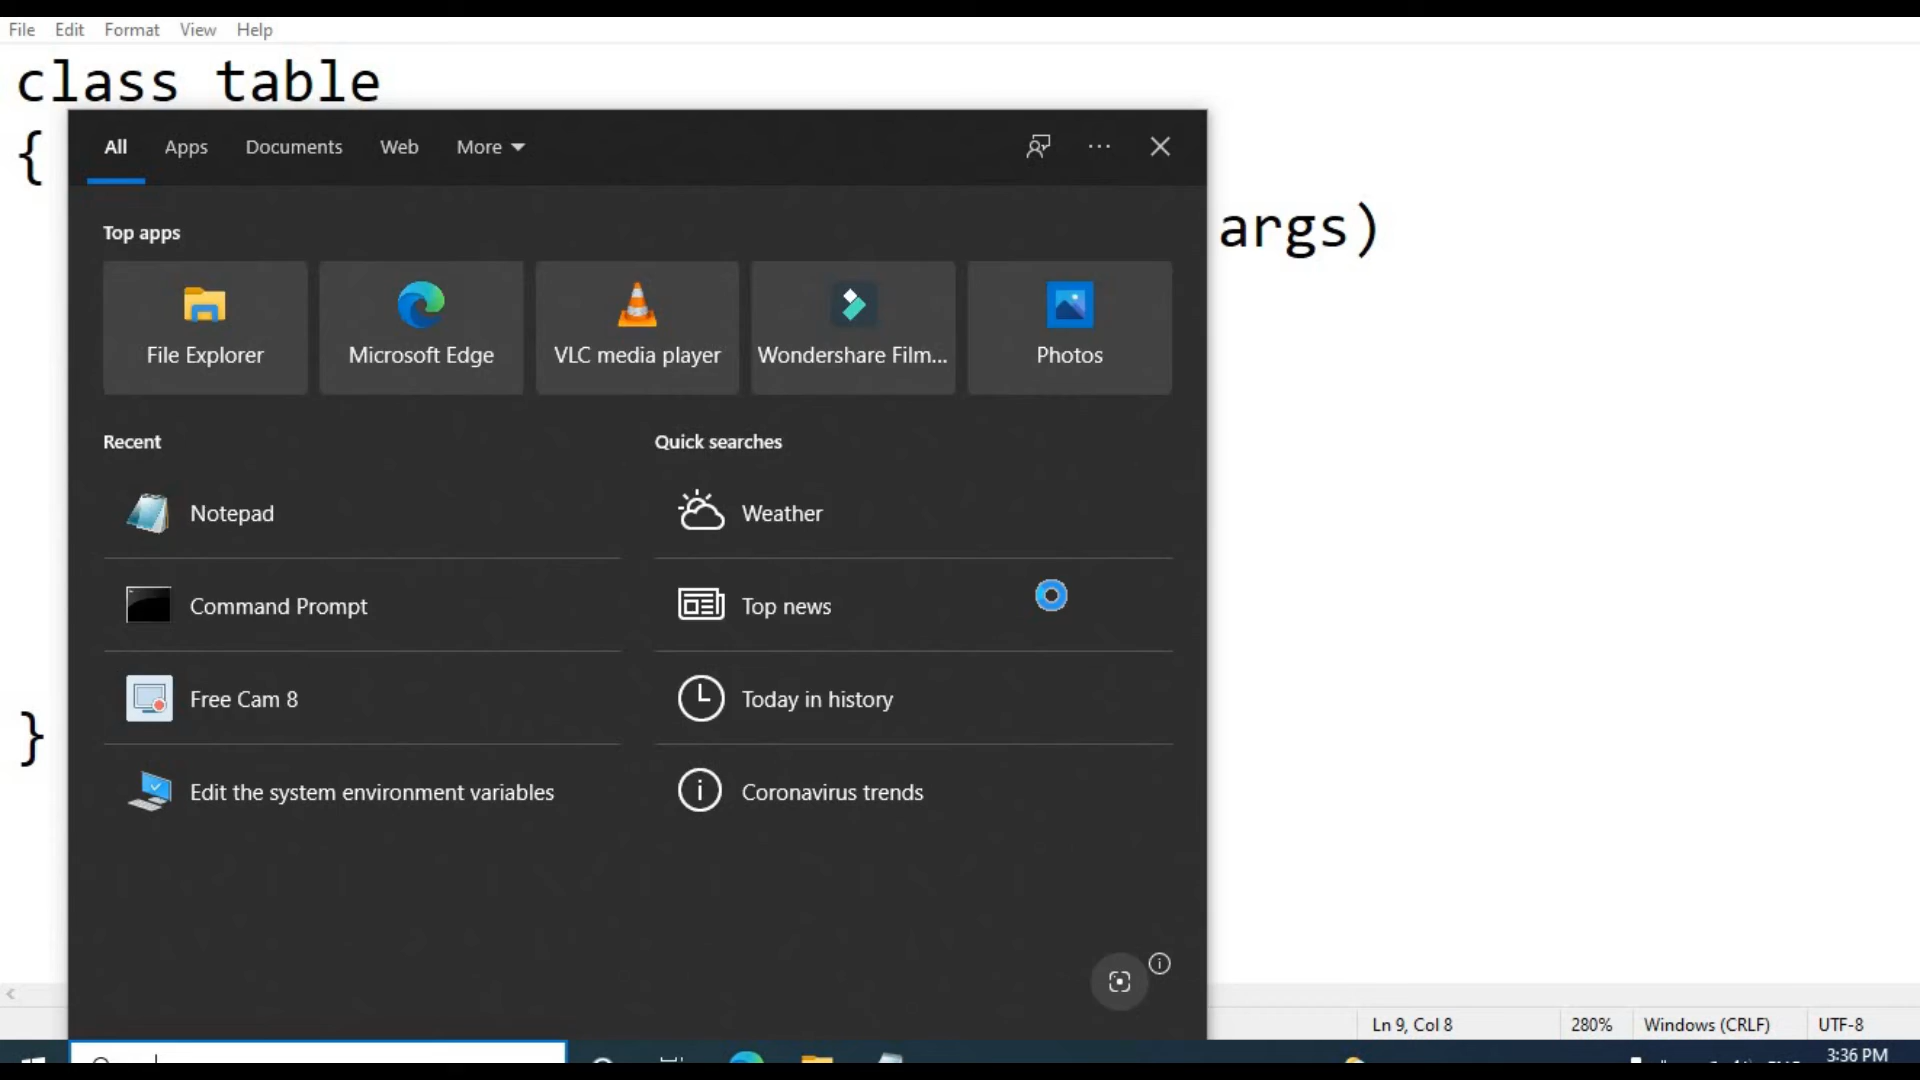 File Edit Format View Help
class table
{
args)
}
All Apps Documents Web More
Top apps
File Explorer Microsoft Edge VLC media player Wondershare Film... Photos
Recent Quick searches
Notepad Weather
Command Prompt Top news
Free Cam 8 Today in history
Edit the system environment variables Coronavirus trends
Ln 9, Col 8 280% Windows (CRLF) UTF-8
3:36 PM